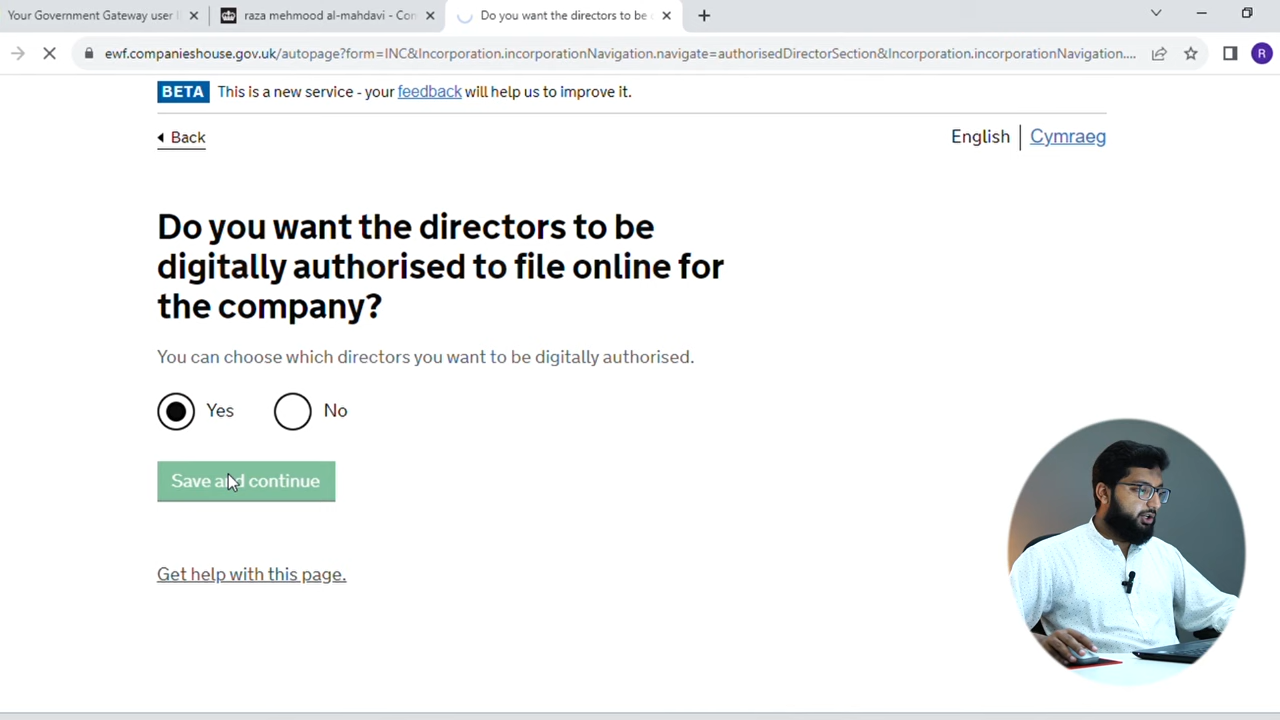 Your Government Gateway user
raza mehmood al-mahdavi - Con
Do you want the directors to be
ewf.companieshouse.gov.uk/autopage?form=INC&Incorporation.incorporationNavigation.navigate=authorisedDirectorSection&Incorporation.incorporationNavigation....
R
BETA This is a new service - your feedback will help us to improve it.
Back
English Cymraeg
Do you want the directors to be
digitally authorised to file online for
the company?
You can choose which directors you want to be digitally authorised.
Yes No
Save and continue
Get help with this page.